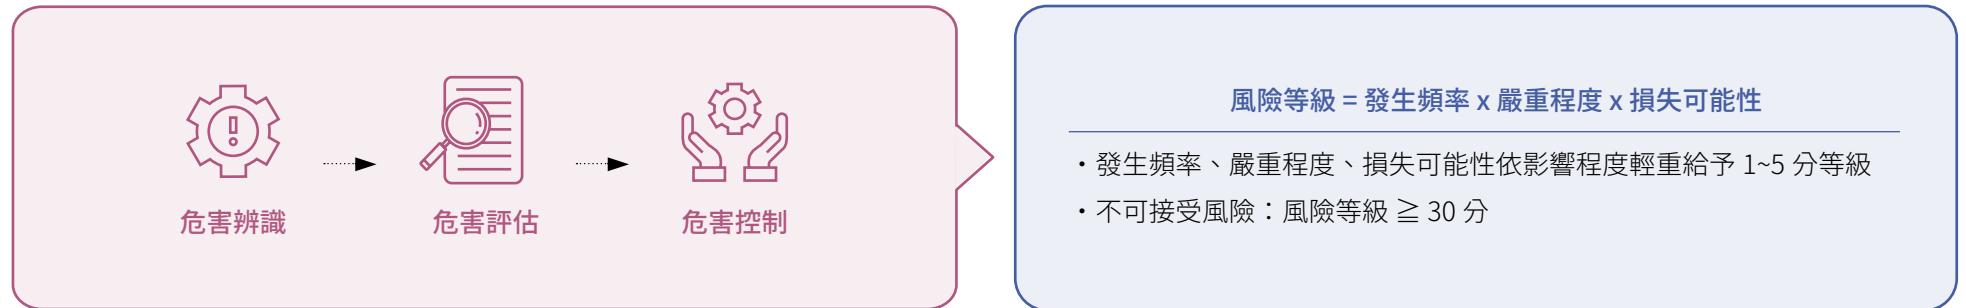 危害辨識
危害評估
危害控制
風險等級 = 發生頻率 x 嚴重程度 x 損失可能性
・發生頻率、嚴重程度、損失可能性依影響程度輕重給予 1~5 分等級
・不可接受風險：風險等級 ≧ 30 分